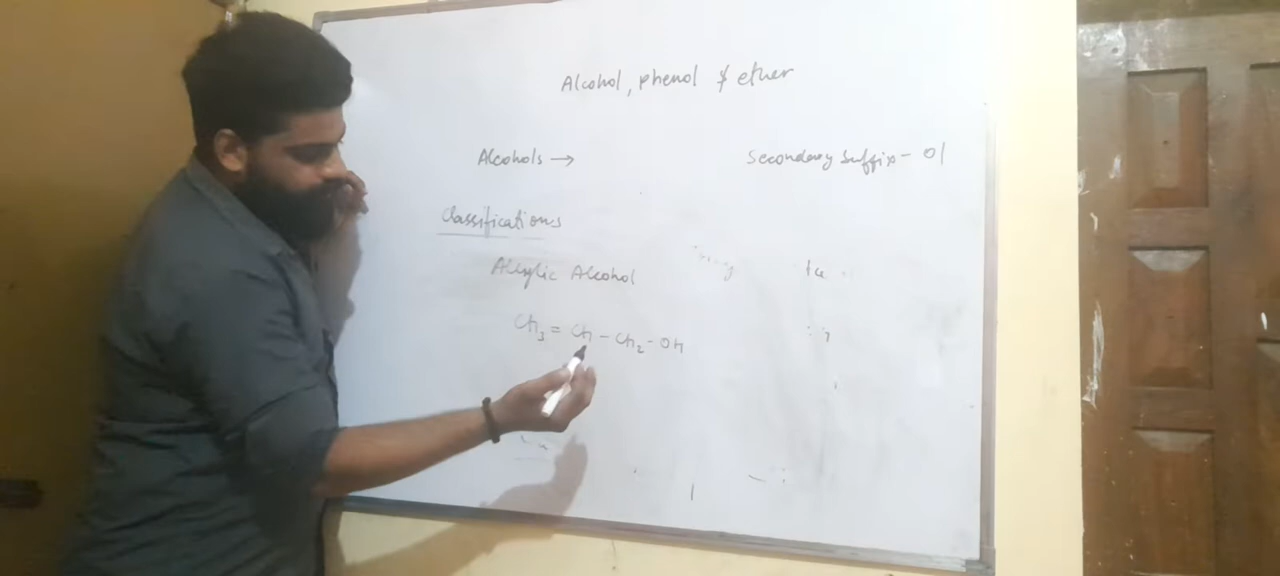 Alcohol, phenol & ether
Alcohols → Secondary Suffix - ol
Classifications
Allylic Alcohol
CH₃ = CH - CH₂ - OH